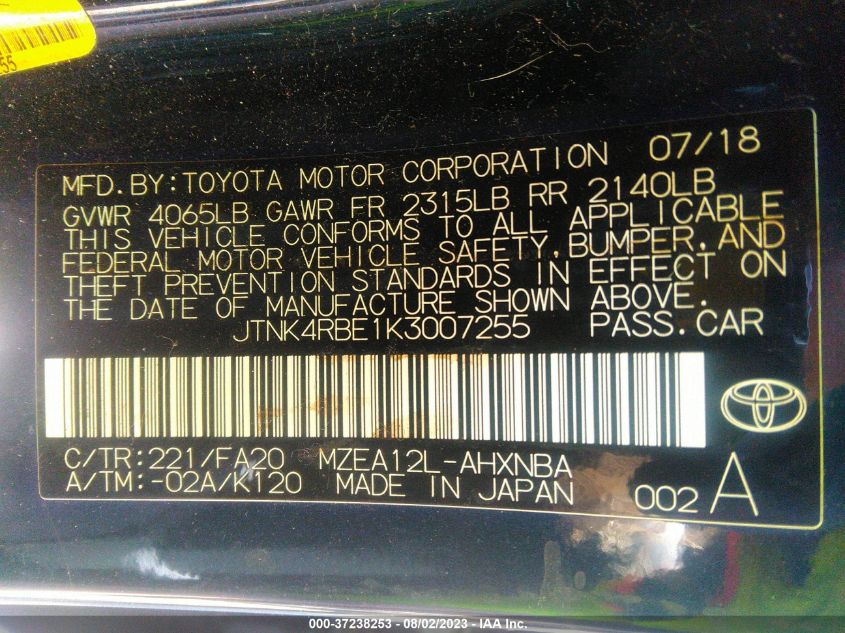 55
MFD.BY:TOYOTA MOTOR CORPORATION 07/18
GVWR 4065LB GAWR FR 2315LB RR 2140LB
THIS VEHICLE CONFORMS TO ALL APPLICABLE
FEDERAL MOTOR VEHICLE SAFETY,BUMPER,AND
THEFT PREVENTION STANDARDS IN EFFECT ON
THE DATE OF MANUFACTURE SHOWN ABOVE.
JTNK4RBE1K3007255 PASS.CAR
C/TR:221/FA20 MZEA12L-AHXNBA
A/TM:-02A/K120 MADE IN JAPAN 002 A
000-37238253 - 08/02/2023 - IAA Inc.